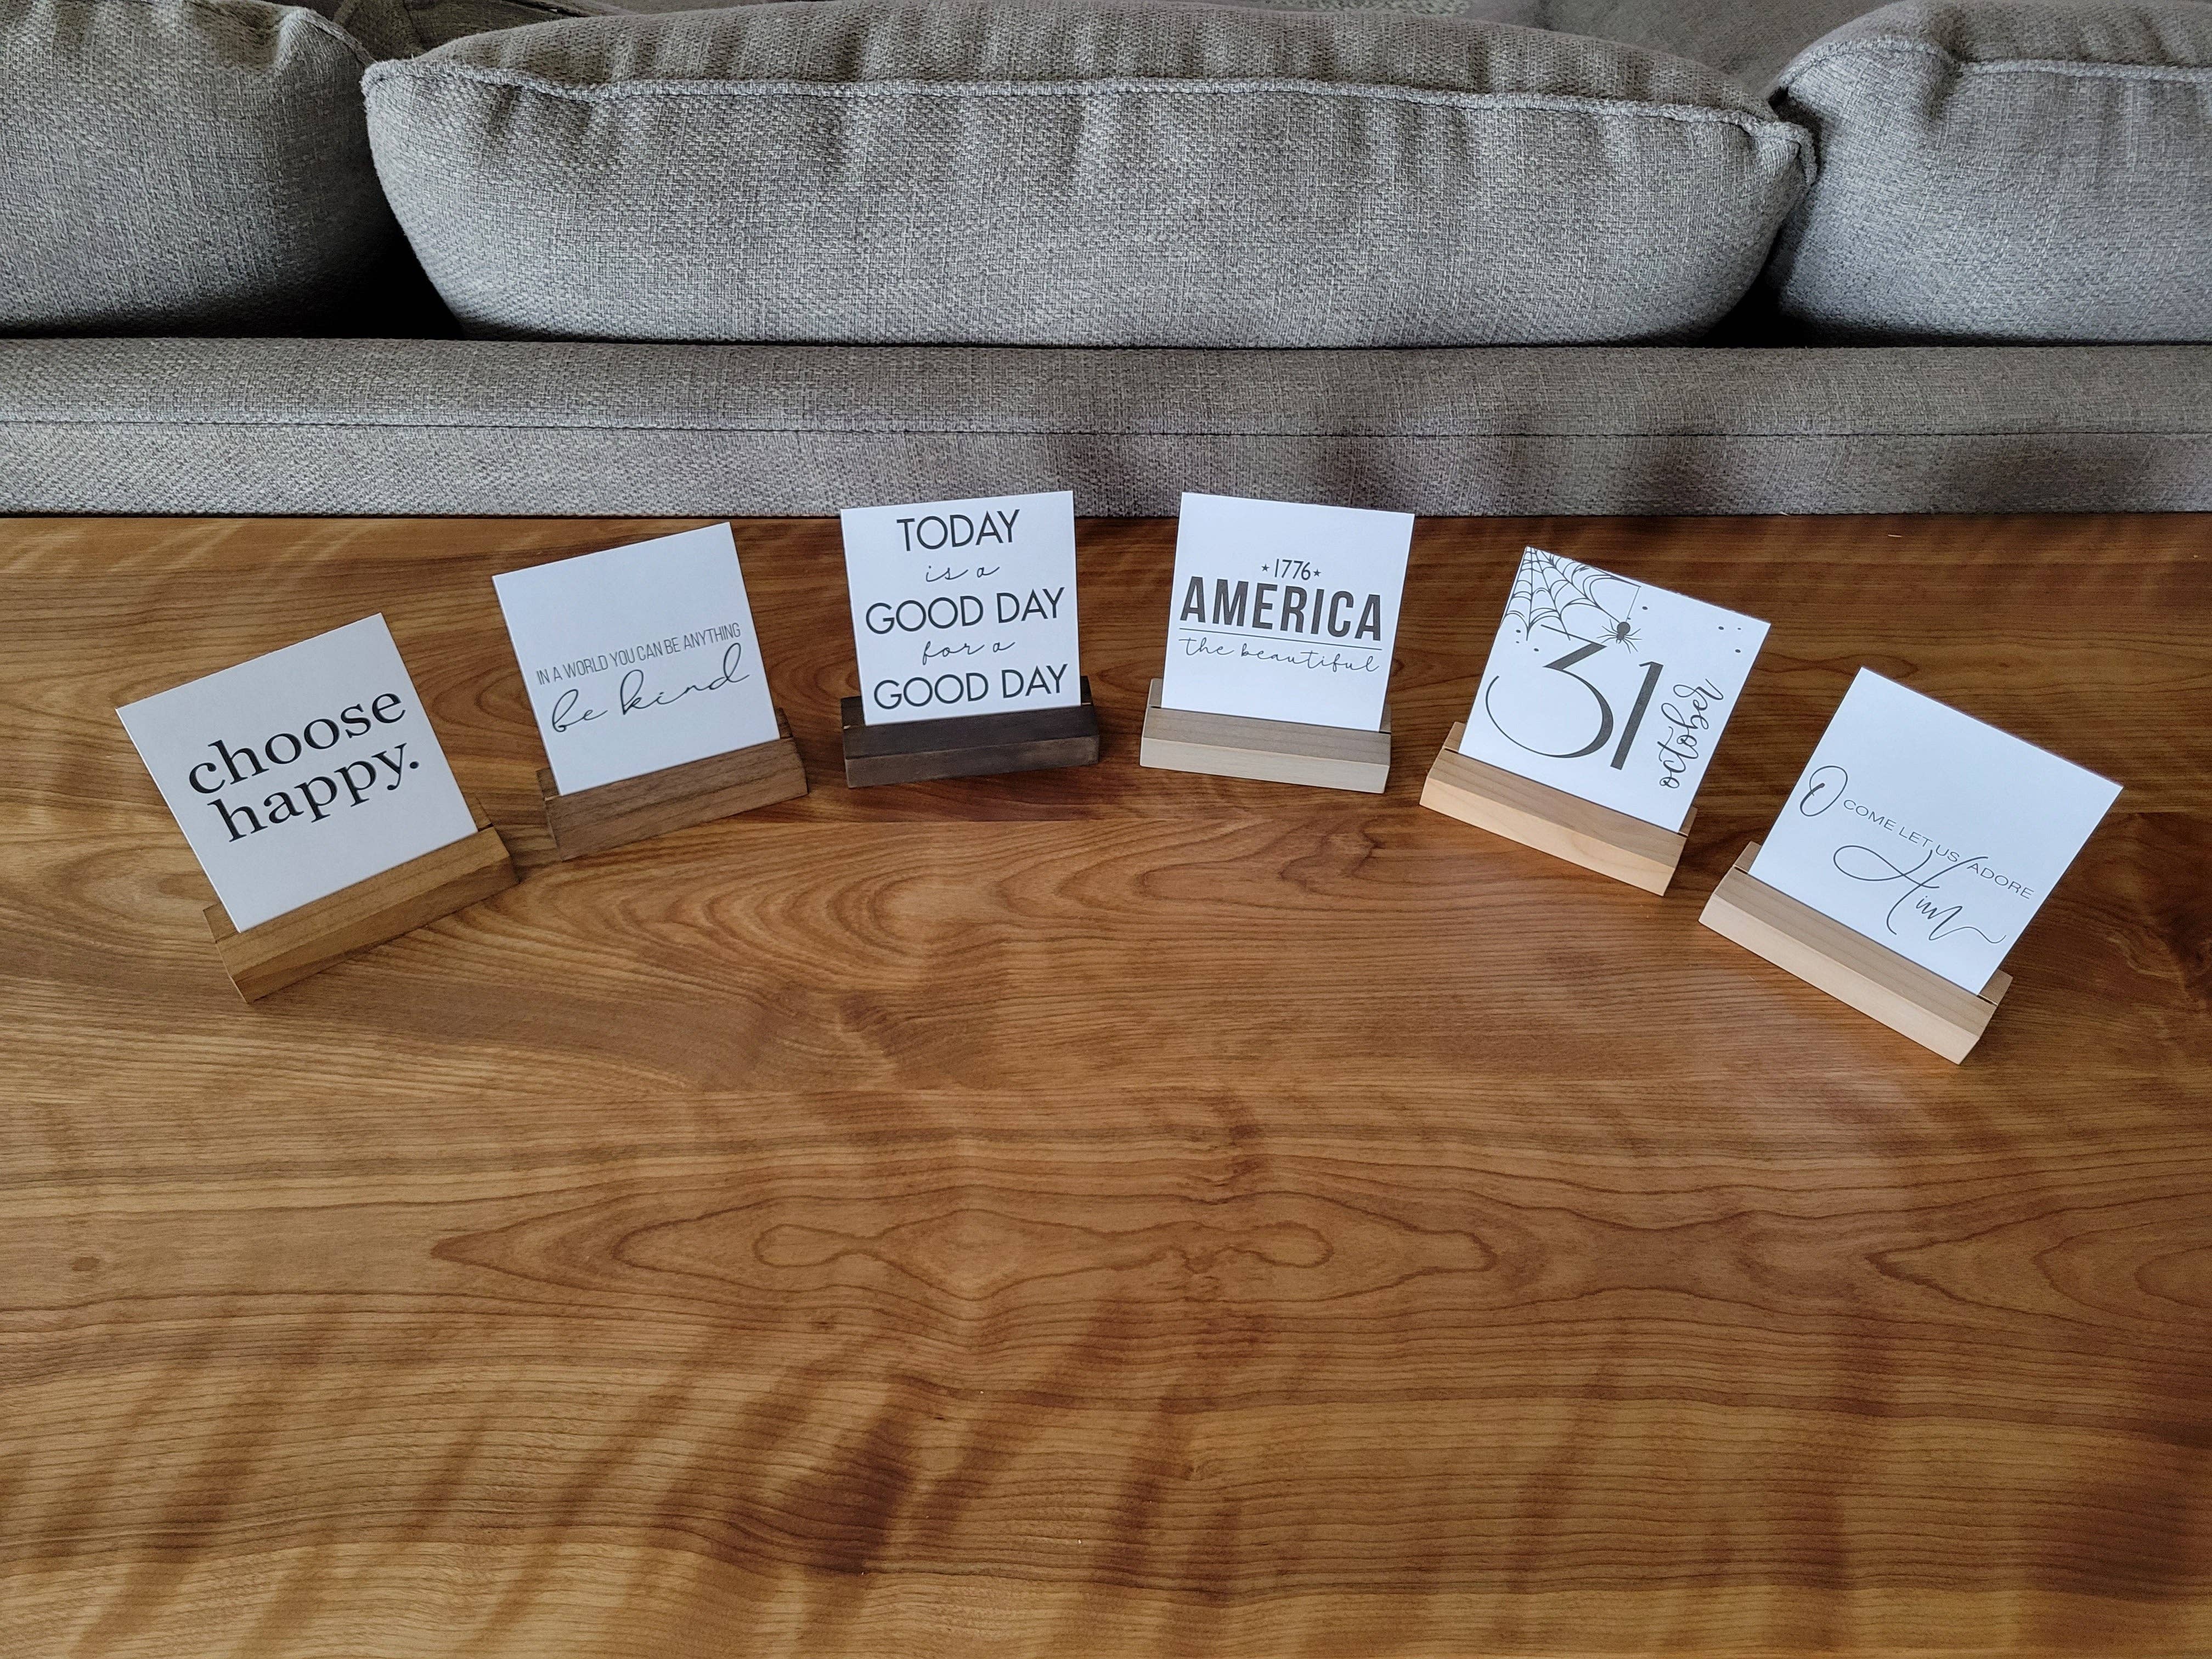 choose
happy.
IN A WORLD YOU CAN BE ANYTHING
be kind
TODAY
is a
GOOD DAY
for a
GOOD DAY
★1776★
AMERICA
the beautiful
31
october
O COME LET US ADORE
Him